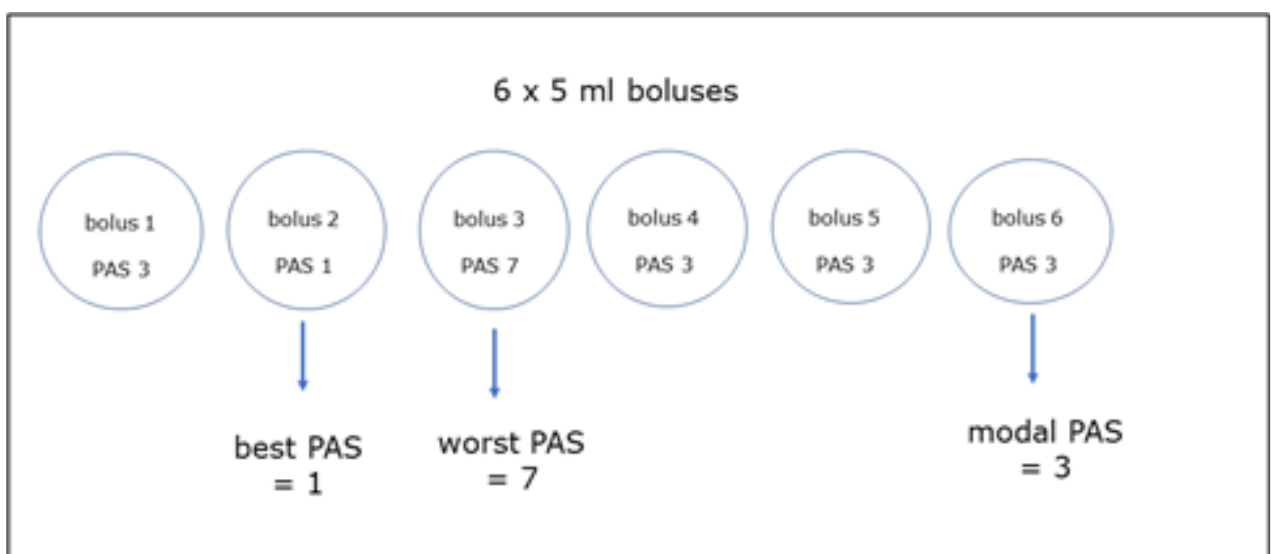 6 x 5 ml boluses
bolus 1
PAS 3
bolus 2
PAS 1
bolus 3
PAS 7
bolus 4
PAS 3
bolus 5
PAS 3
bolus 6
PAS 3
best PAS
= 1
worst PAS
= 7
modal PAS
= 3